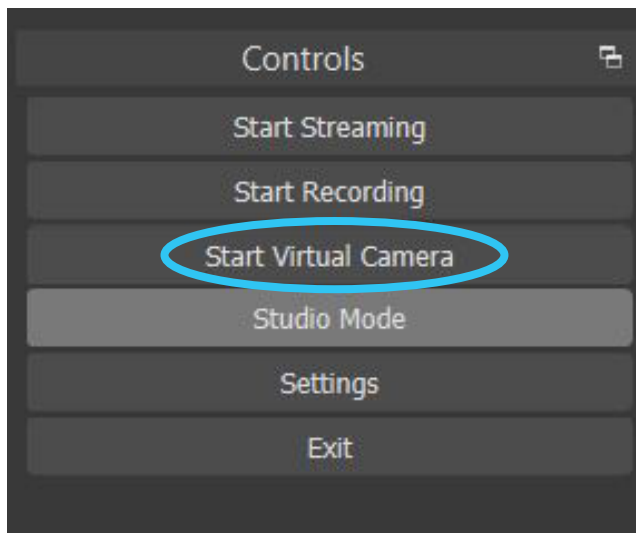 Controls
Start Streaming
Start Recording
Start Virtual Camera
Studio Mode
Settings
Exit